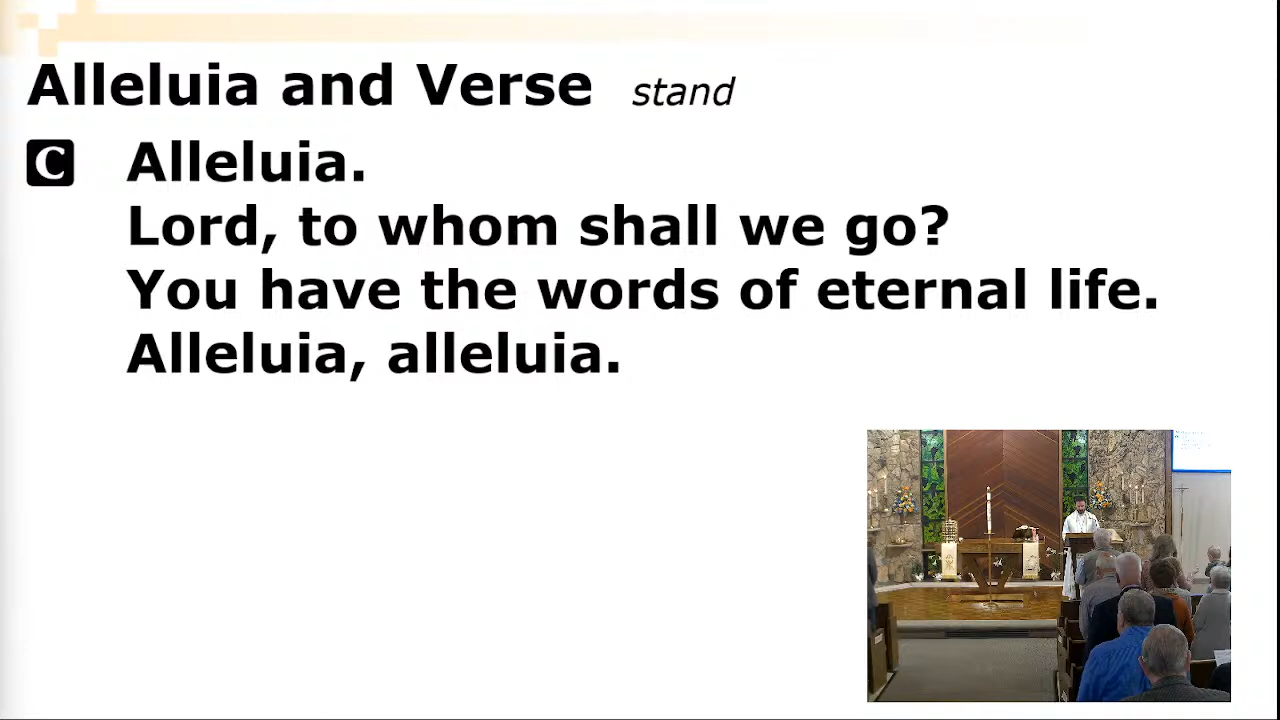 Alleluia and Verse stand
C Alleluia.
Lord, to whom shall we go?
You have the words of eternal life.
Alleluia, alleluia.